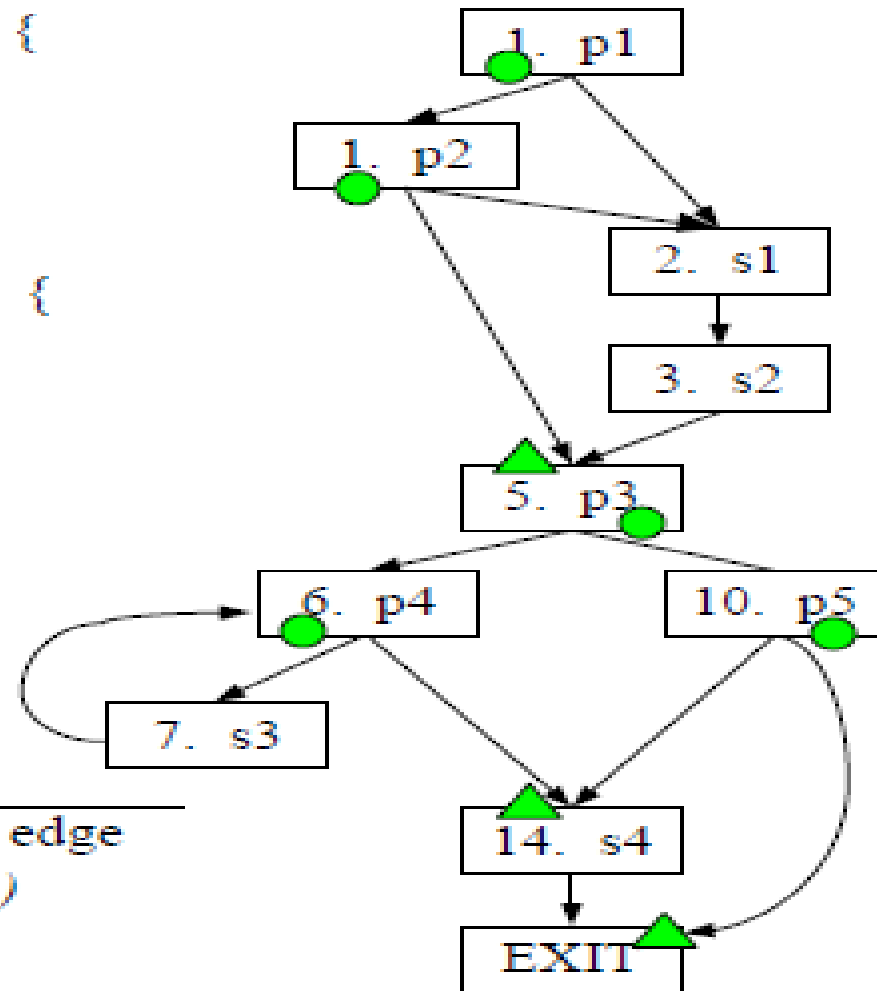 {
1. p1
1. p2
2. s1
{
3. s2
5. p3
6. p4
10. p5
7. s3
edge
14. s4
)
EXIT